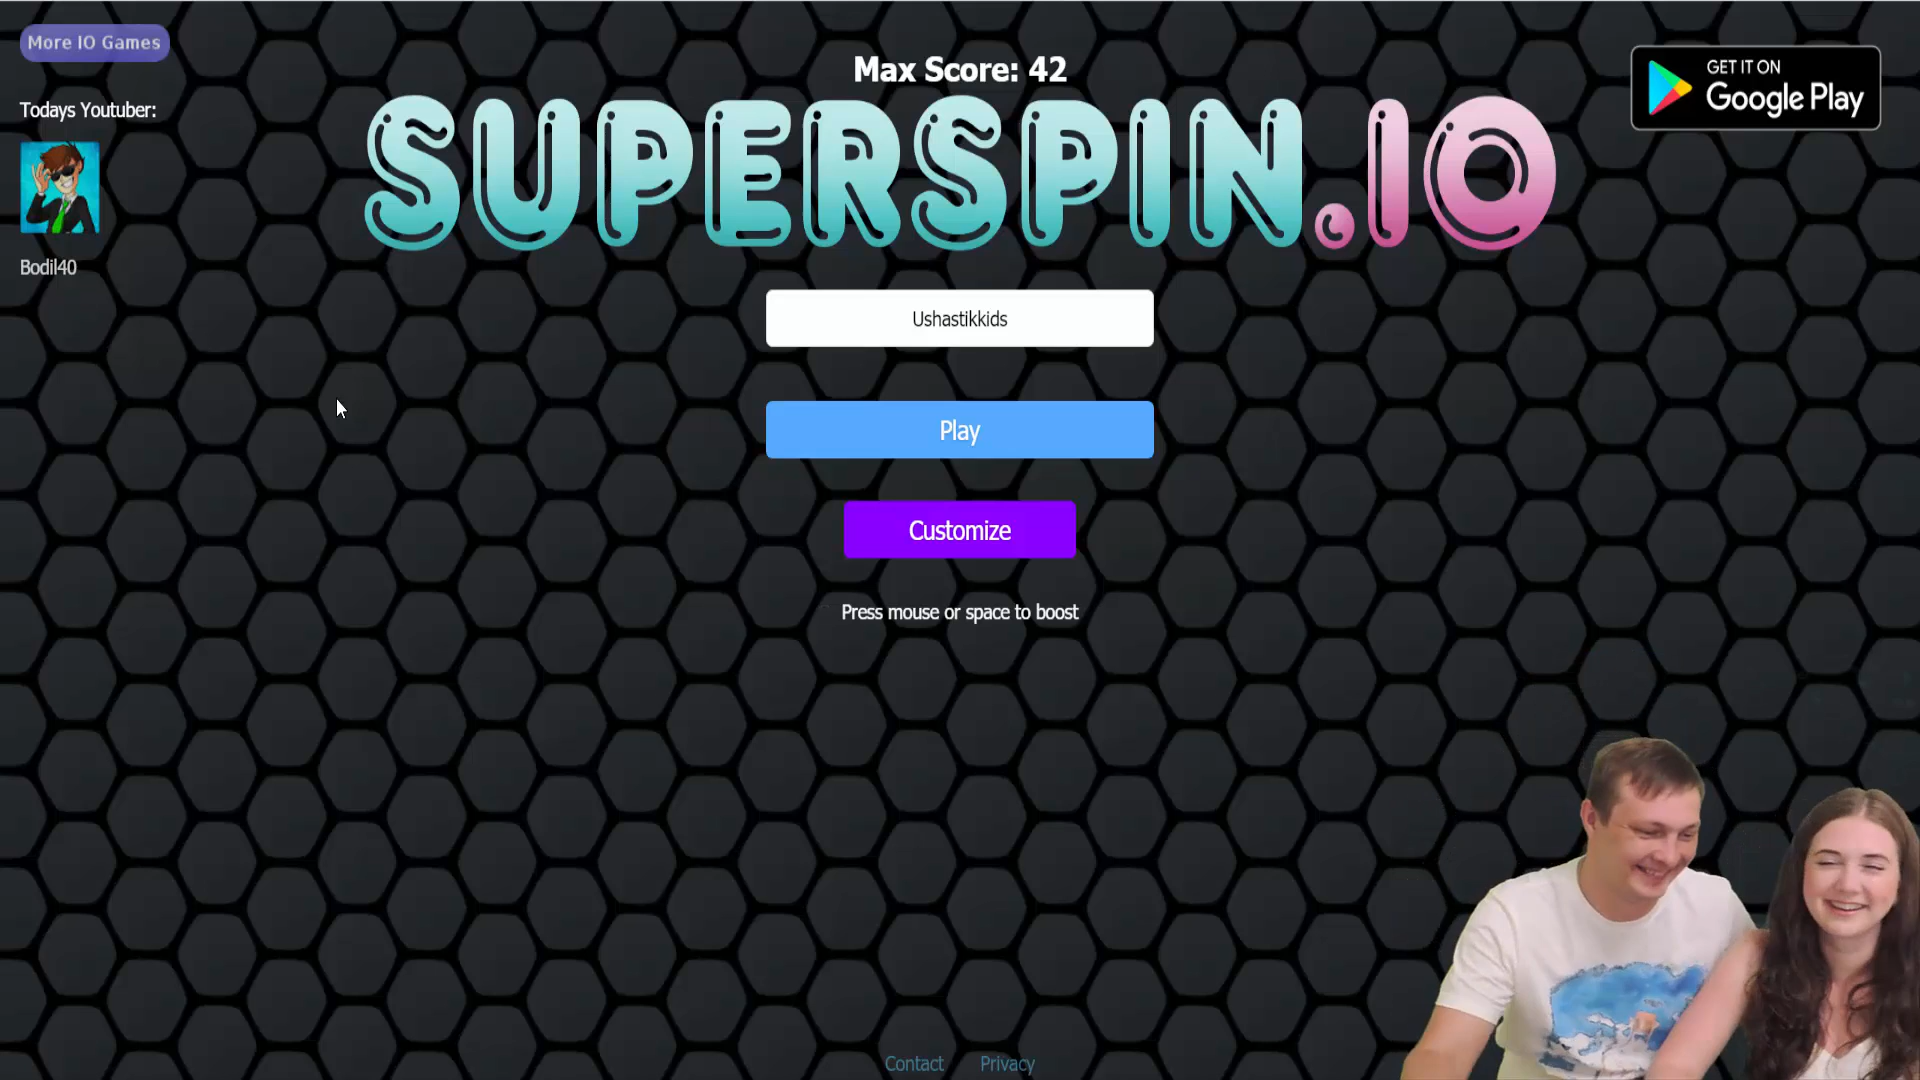 More IO Games
Max Score: 42
GET IT ON
Google Play
Todays Youtuber:
SUPERSPIN.IO
Bodil40
Ushastikkids
Play
Customize
Press mouse or space to boost
Contact Privacy